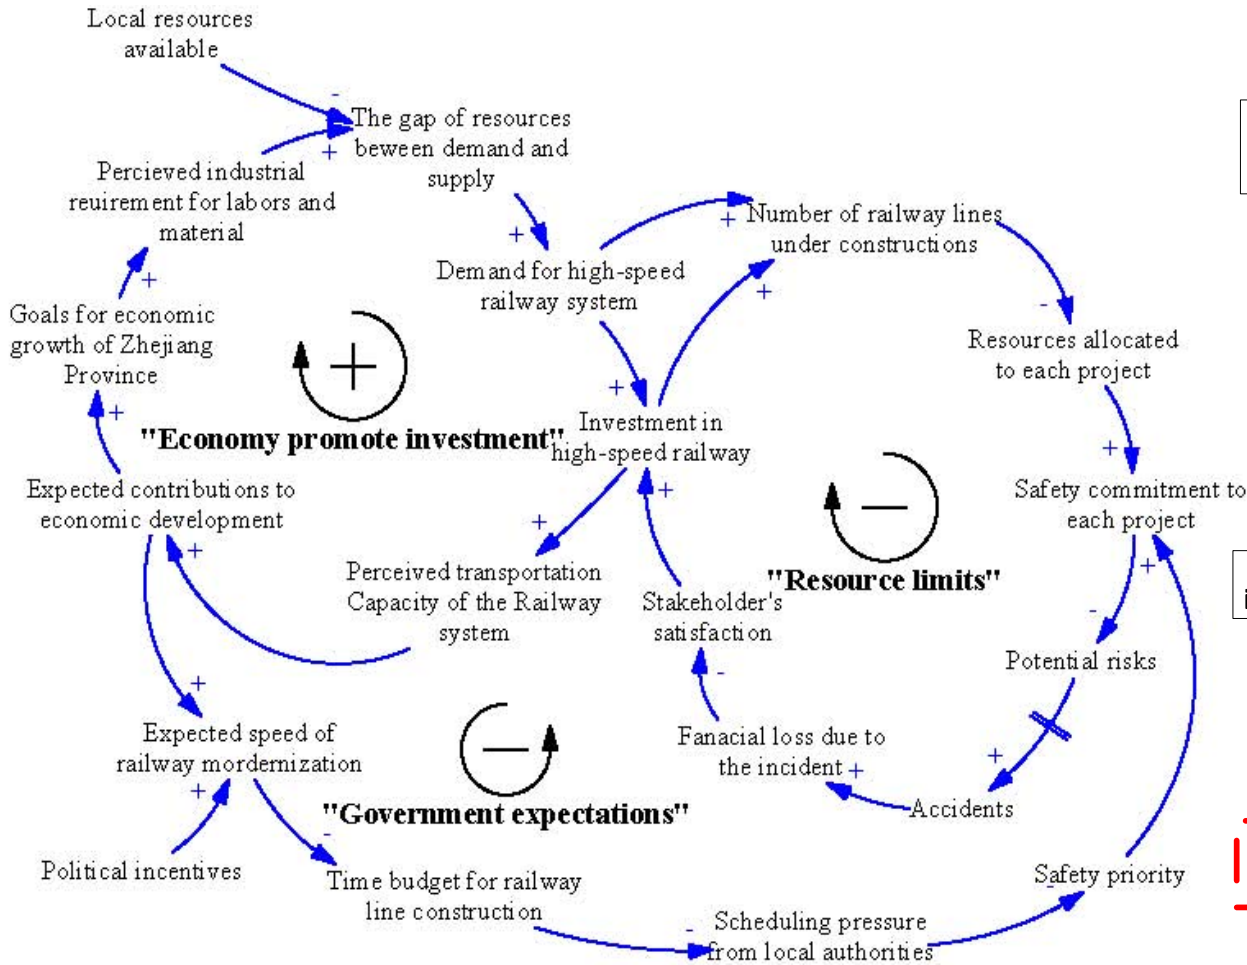 Local resources
available
The gap of resources
beween demand and
supply
Percieved industrial
reuirement for labors and
material
Number of railway lines
under constructions
Demand for high-speed
railway system
Goals for economic
growth of Zhejiang
Province
Resources allocated
to each project
"Economy promote investment"
Investment in
high-speed railway
Expected contributions to
economic development
Safety commitment to
each project
Perceived transportation
Capacity of the Railway
system
"Resource limits"
Stakeholder's
satisfaction
Potential risks
Expected speed of
railway mordernization
Fanacial loss due to
the incident
"Government expectations"
Accidents
Political incentives
Time budget for railway
line construction
Safety priority
Scheduling pressure
from local authorities